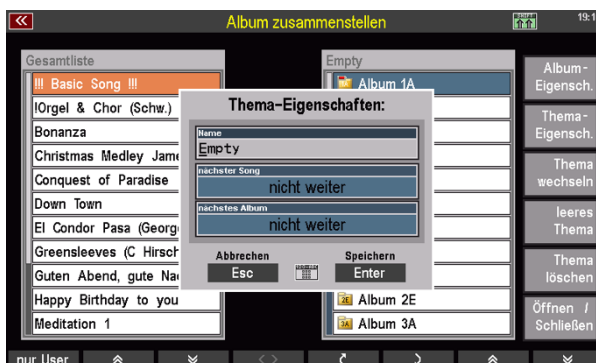 Album zusammenstellen
19:1
Gesamtliste
!!! Basic Song !!!
!Orgel & Chor (Schw.)
Bonanza
Christmas Medley Jame
Conquest of Paradise
Down Town
El Condor Pasa (Georg
Greensleeves (C Hirsch
Guten Abend, gute Na
Happy Birthday to you
Meditation 1
Empty
Album 1A
Thema-Eigenschaften:
Name
Empty
nächster Song
nicht weiter
nächstes Album
nicht weiter
Abbrechen
Esc
Speichern
Enter
2E Album 2E
3A Album 3A
Album-
Eigensch.
Thema-
Eigensch.
Thema
wechseln
leeres
Thema
Thema
löschen
Öffnen /
Schließen
nur User